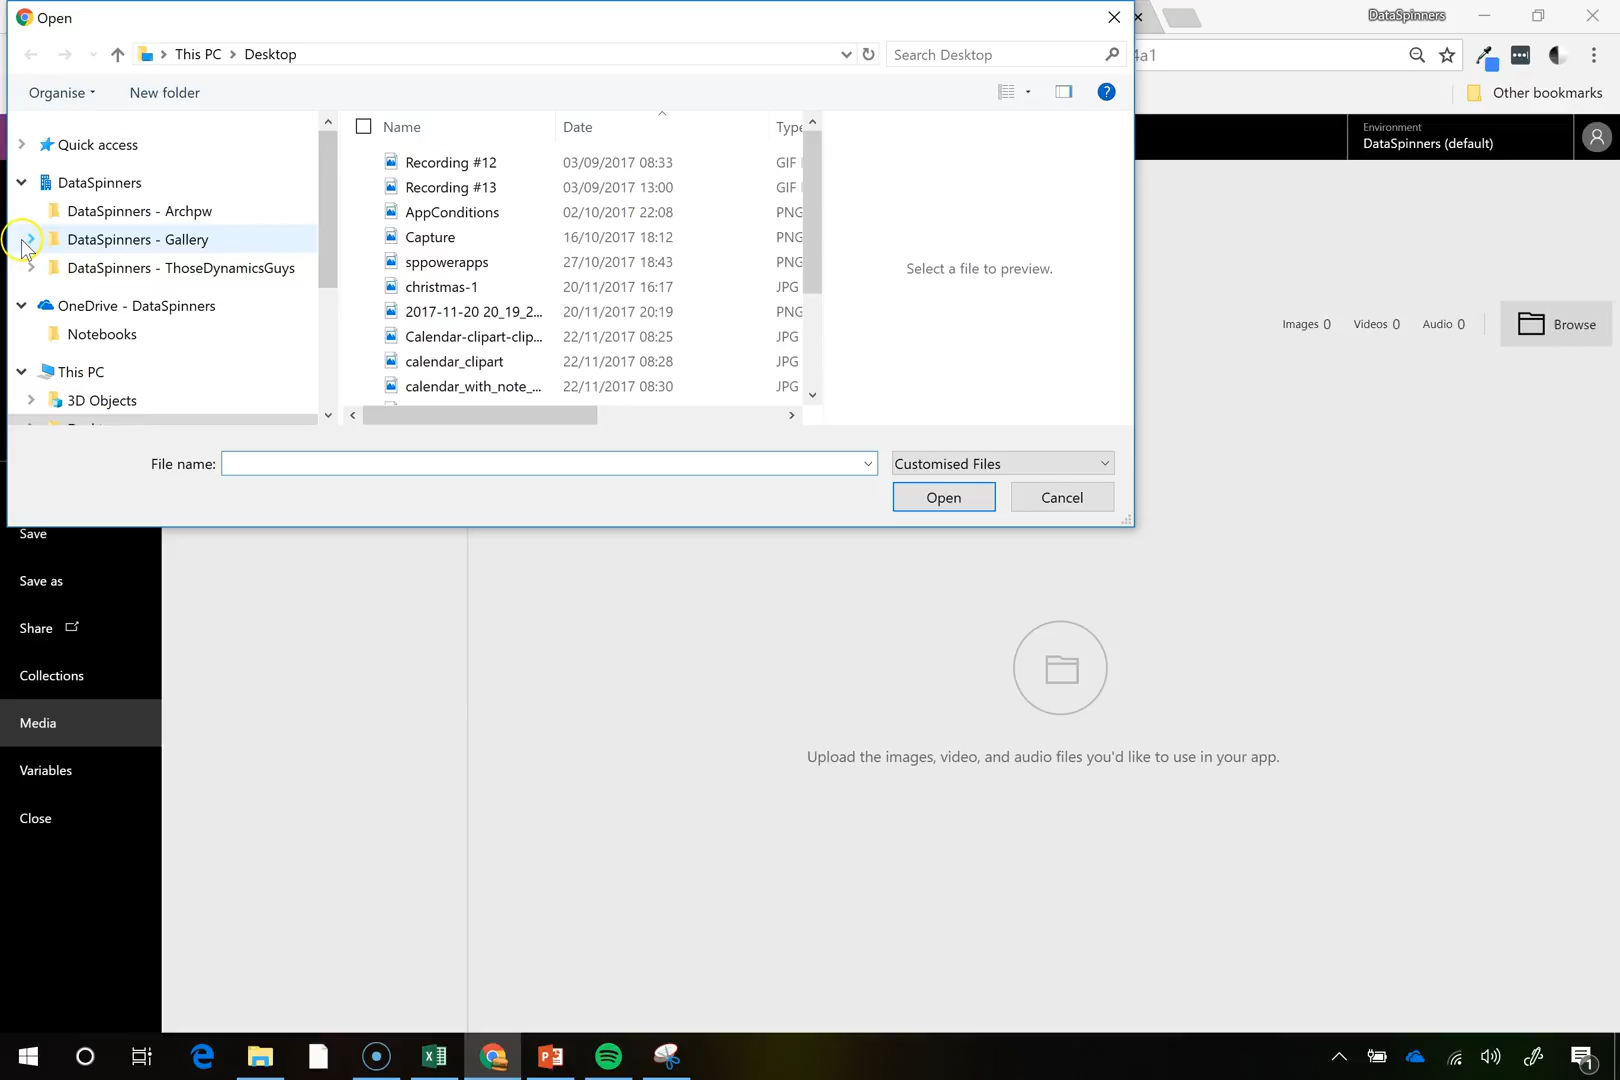 Open
DataSpinners
This PC > Desktop
Search Desktop
4a1
Organise
New folder
Other bookmarks
Name
Date
Type
Environment
DataSpinners (default)
Quick access
DataSpinners
DataSpinners - Archpw
DataSpinners - Gallery
DataSpinners - ThoseDynamicsGuys
OneDrive - DataSpinners
Notebooks
This PC
3D Objects
Recording #12 03/09/2017 08:33 GIF
Recording #13 03/09/2017 13:00 GIF
AppConditions 02/10/2017 22:08 PNG
Capture 16/10/2017 18:12 PNG
sppowerapps 27/10/2017 18:43 PNG
christmas-1 20/11/2017 16:17 JPG
2017-11-20 20_19_2... 20/11/2017 20:19 PNG
Calendar-clipart-clip... 22/11/2017 08:25 JPG
calendar_clipart 22/11/2017 08:28 JPG
calendar_with_note_... 22/11/2017 08:30 JPG
Select a file to preview.
Images 0 Videos 0 Audio 0 Browse
File name:
Customised Files
Open
Cancel
Save
Save as
Share
Collections
Media
Variables
Close
Upload the images, video, and audio files you'd like to use in your app.
1